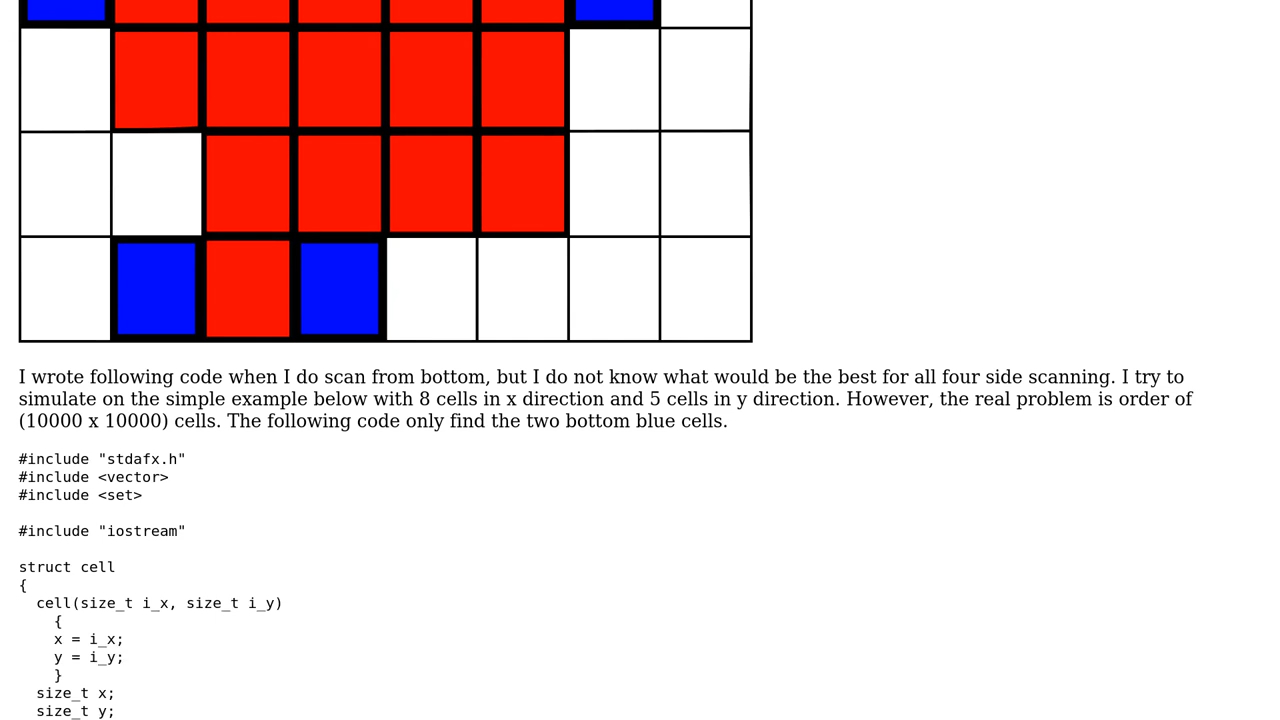 I wrote following code when I do scan from bottom, but I do not know what would be the best for all four side scanning. I try to
simulate on the simple example below with 8 cells in x direction and 5 cells in y direction. However, the real problem is order of
(10000 x 10000) cells. The following code only find the two bottom blue cells.
#include "stdafx.h"
#include <vector>
#include <set>
#include "iostream"
struct cell
{
cell(size_t i_x, size_t i_y)
{
x = i_x;
y = i_y;
}
size_t x;
size_t y;